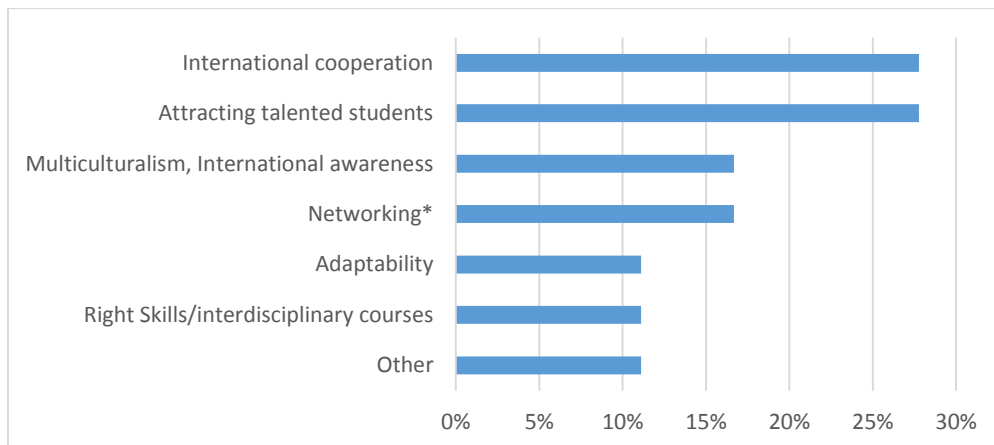 International cooperation
Attracting talented students
Multiculturalism, International awareness
Networking*
Adaptability
Right Skills/interdisciplinary courses
Other
0% 5% 10% 15% 20% 25% 30%